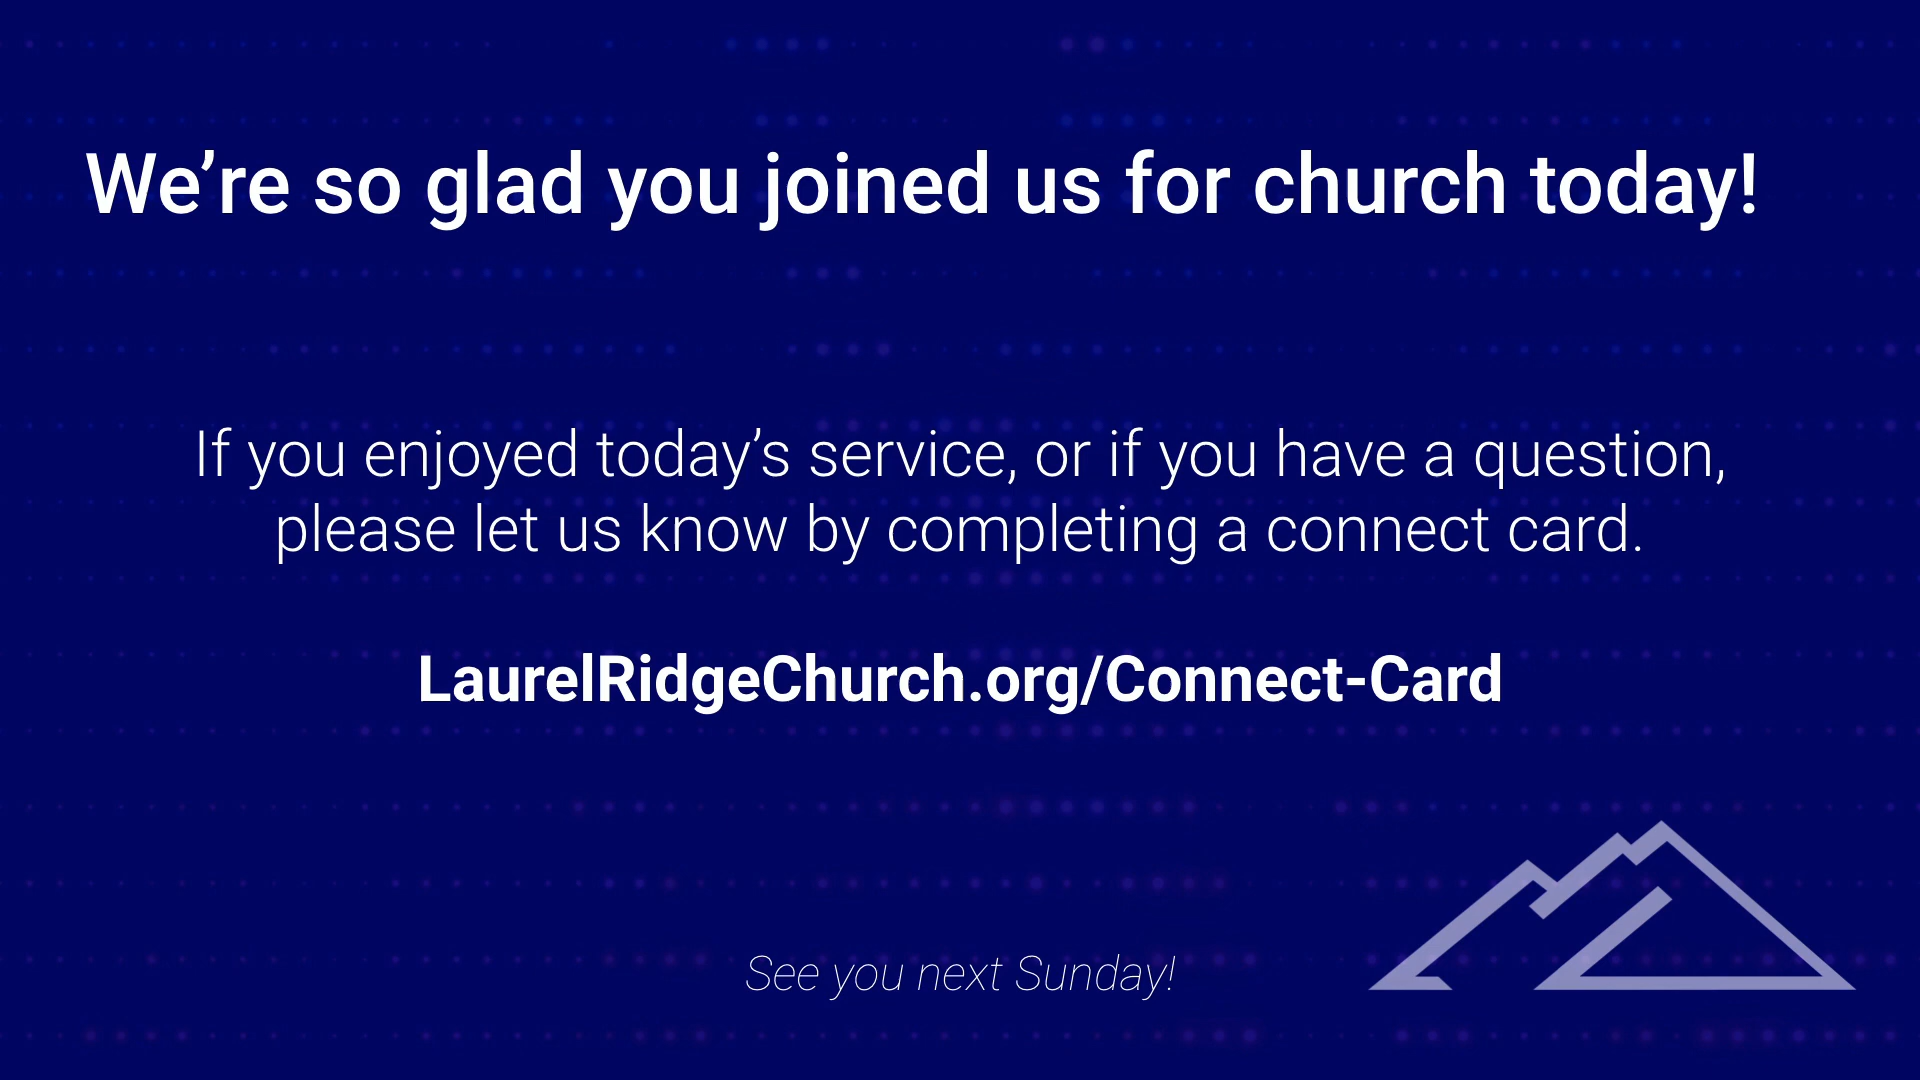 We’re so glad you joined us for church today!
If you enjoyed today’s service, or if you have a question,
please let us know by completing a connect card.
LaurelRidgeChurch.org/Connect-Card
See you next Sunday!